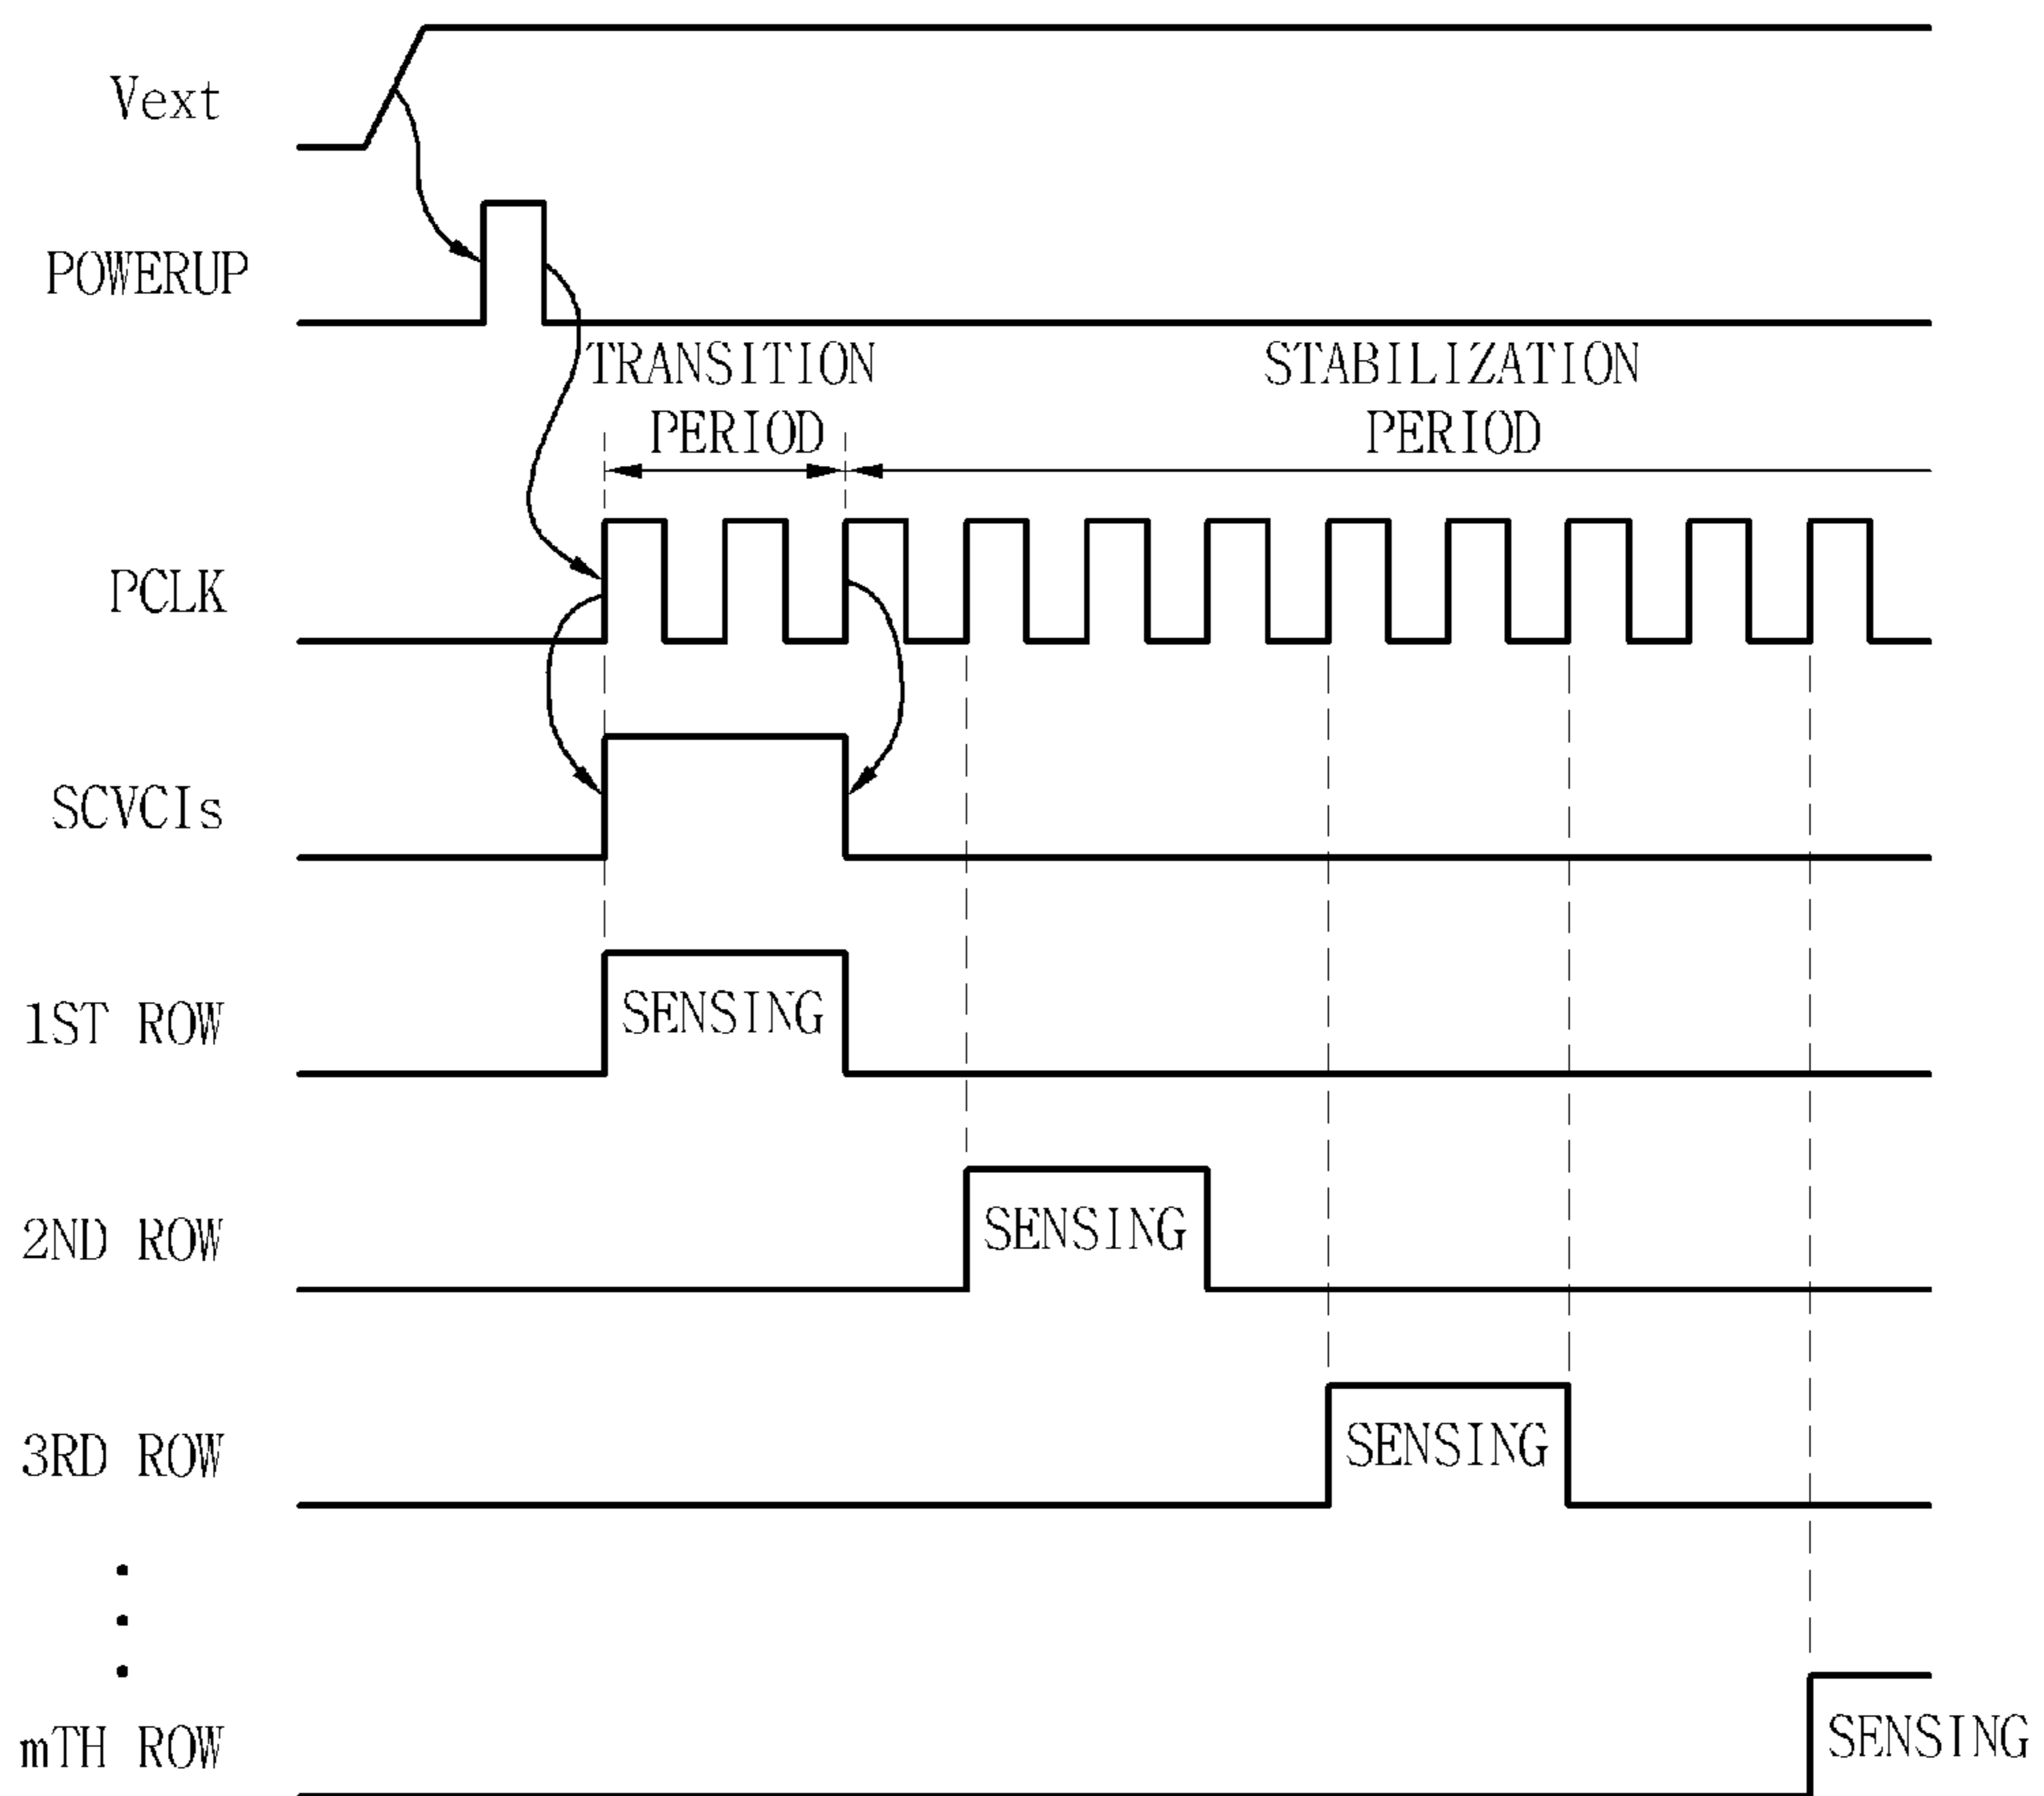 Vext
POWERUP
TRANSITION
PERIOD
STABILIZATION
PERIOD
PCLK
SCVCIs
1ST ROW
SENSING
2ND ROW
SENSING
3RD ROW
SENSING
mTH ROW
SENSING